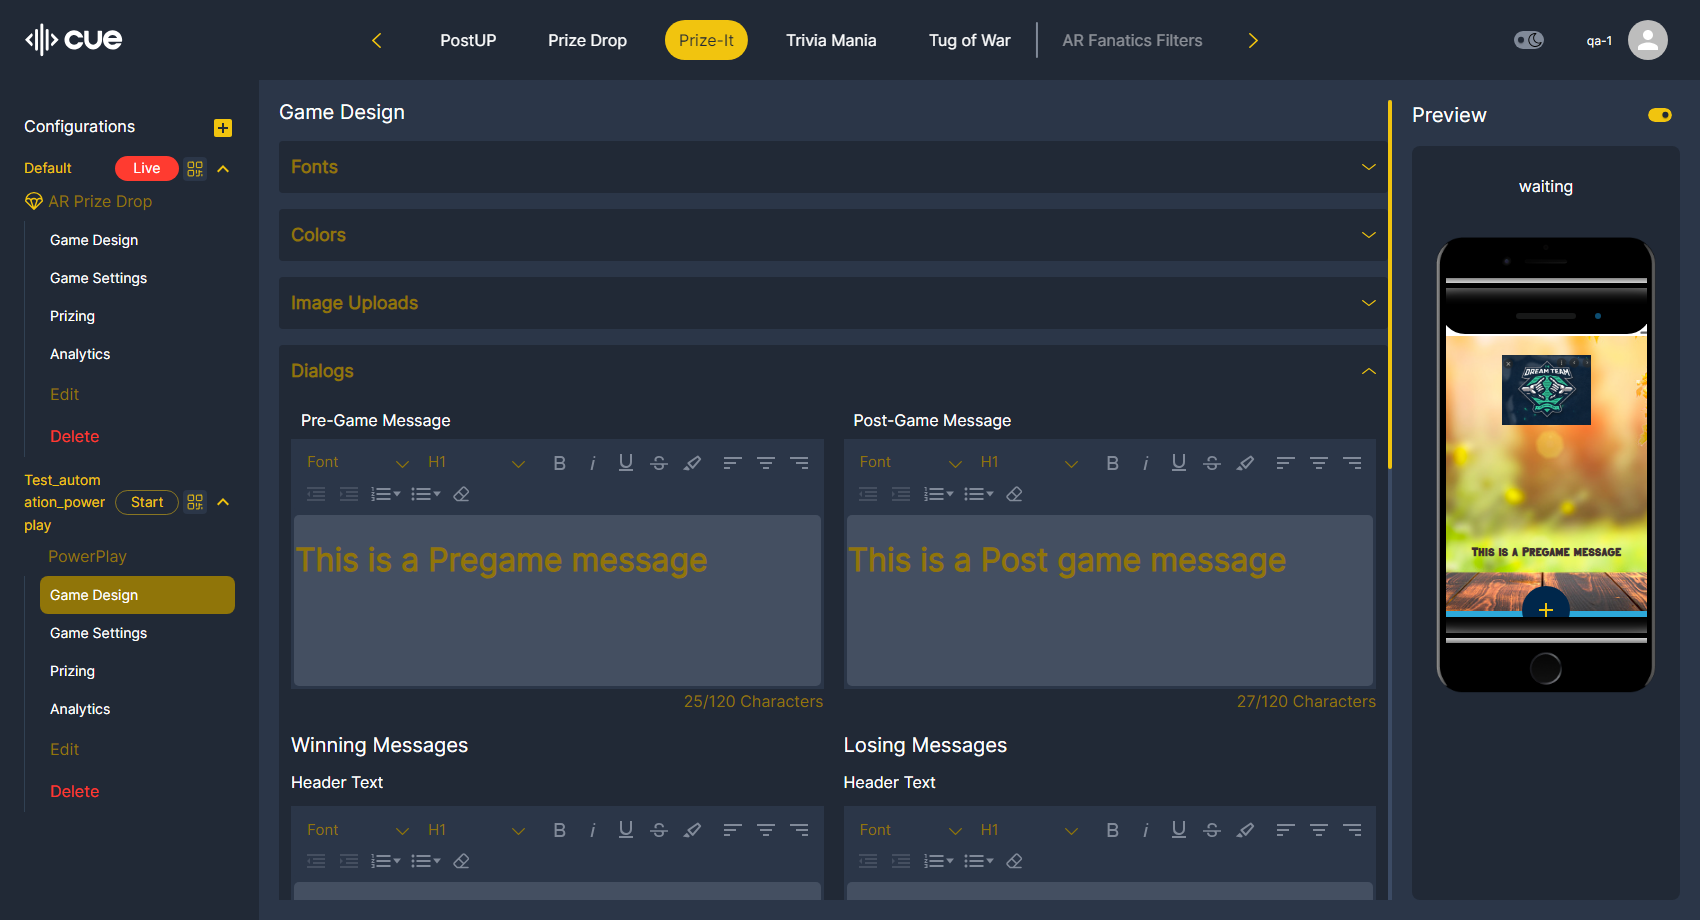 cue
PostUP
Prize Drop
Prize-It
Trivia Mania
Tug of War
AR Fanatics Filters
qa-1
Configurations
Default
Live
AR Prize Drop
Game Design
Game Settings
Prizing
Analytics
Edit
Delete
Test_autom
ation_power
play
Start
PowerPlay
Game Design
Game Settings
Prizing
Analytics
Edit
Delete
Game Design
Fonts
Colors
Image Uploads
Dialogs
Pre-Game Message
Font
H1
This is a Pregame message
25/120 Characters
Post-Game Message
Font
H1
This is a Post game message
27/120 Characters
Winning Messages
Header Text
Font
H1
Losing Messages
Header Text
Font
H1
Preview
waiting
DREAM TEAM
This is a Pregame message